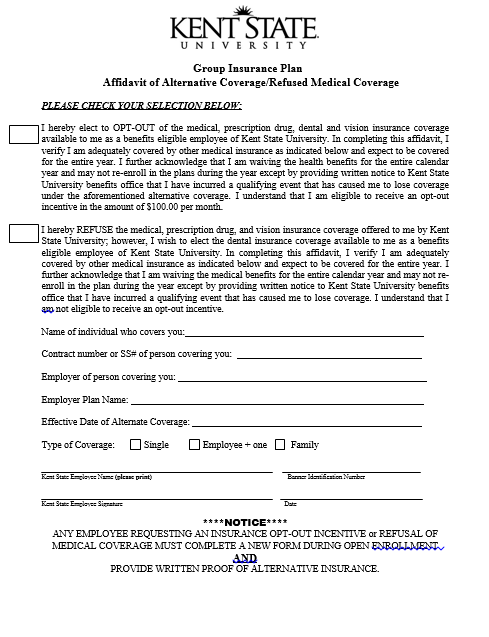 KENT STATE
UNIVERSITY
Group Insurance Plan
Affidavit of Alternative Coverage/Refused Medical Coverage
PLEASE CHECK YOUR SELECTION BELOW:
I hereby elect to OPT-OUT of the medical, prescription drug, dental and vision insurance coverage
available to me as a benefits eligible employee of Kent State University. In completing this affidavit, I
verify I am adequately covered by other medical insurance as indicated below and expect to be covered
for the entire year. I further acknowledge that I am waiving the health benefits for the entire calendar
year and may not re-enroll in the plans during the year except by providing written notice to Kent State
University benefits office that I have incurred a qualifying event that has caused me to lose coverage
under the aforementioned alternative coverage. I understand that I am eligible to receive an opt-out
incentive in the amount of $100.00 per month.
I hereby REFUSE the medical, prescription drug, and vision insurance coverage offered to me by Kent
State University; however, I wish to elect the dental insurance coverage available to me as a benefits
eligible employee of Kent State University. In completing this affidavit, I verify I am adequately
covered by other medical insurance as indicated below and expect to be covered for the entire year. I
further acknowledge that I am waiving the medical benefits for the entire calendar year and may not re-
enroll in the plan during the year except by providing written notice to Kent State University benefits
office that I have incurred a qualifying event that has caused me to lose coverage. I understand that I
am not eligible to receive an opt-out incentive.
Name of individual who covers you:
Contract number or SS# of person covering you:
Employer of person covering you:
Employer Plan Name:
Effective Date of Alternate Coverage:
Type of Coverage: Single Employee + one Family
Kent State Employee Name (please print) Banner Identification Number
Kent State Employee Signature Date
****NOTICE****
ANY EMPLOYEE REQUESTING AN INSURANCE OPT-OUT INCENTIVE or REFUSAL OF
MEDICAL COVERAGE MUST COMPLETE A NEW FORM DURING OPEN ENROLLMENT
AND
PROVIDE WRITTEN PROOF OF ALTERNATIVE INSURANCE.